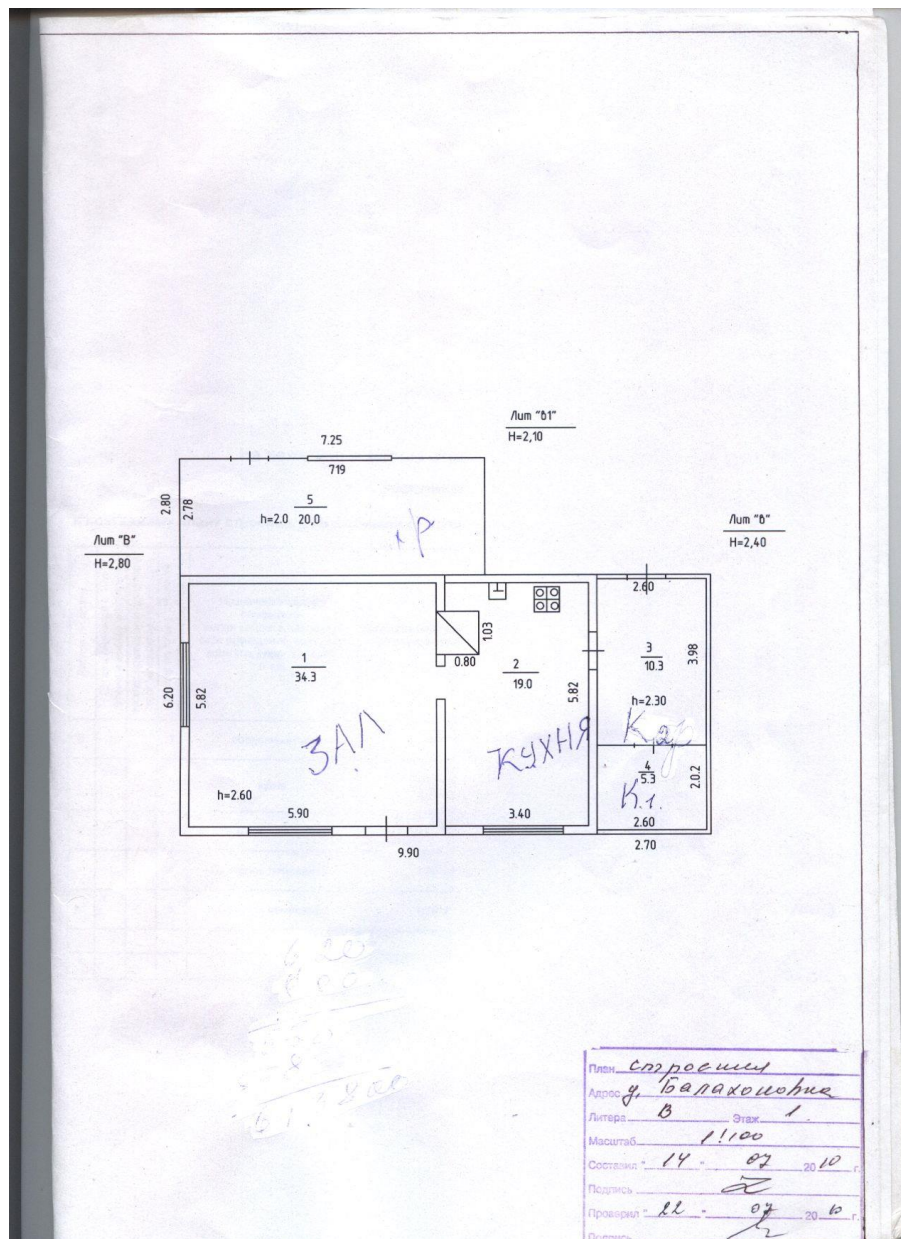 Лит "в1"
H=2,10
7.25
719
2.80
2.78
5
h=2.0 20,0
Лит "В"
H=2,80
Лит "в"
H=2,40
2.60
1.03
0.80
1
34.3
2
19.0
3
10.3
3.98
6.20
5.82
5.82
h=2.30
ЗАЛ
КУХНЯ
4
5.3
2.0.2
К.1.
h=2.60
5.90
3.40
2.60
2.70
9.90
План строения
Адрес у. Балахоновка
Литера В Этаж 1.
Масштаб 1:100
Составил "14" 07 2010 г.
Подпись
Проверил "22" 07 2010 г.
Подпись